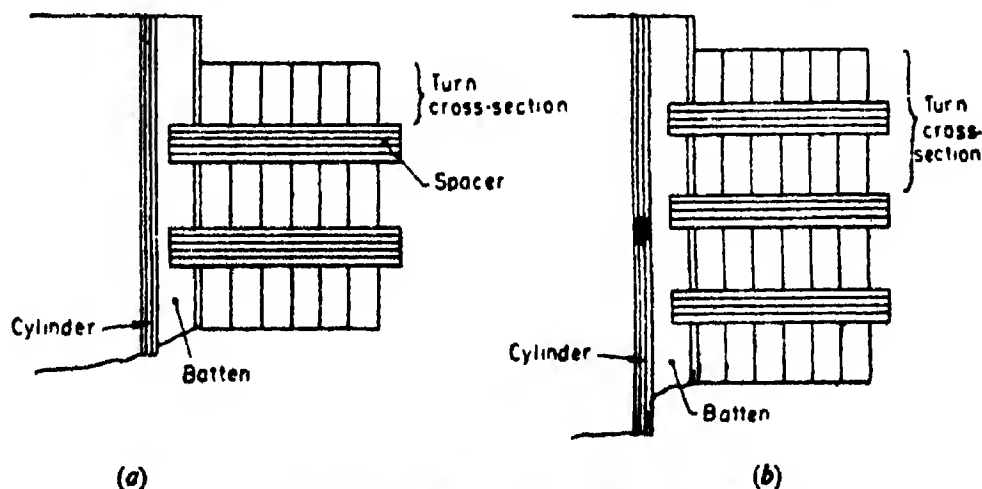 Turn
cross-section
Spacer
Cylinder
Batten
(a)
Turn
cross-
section
Cylinder
Batten
(b)